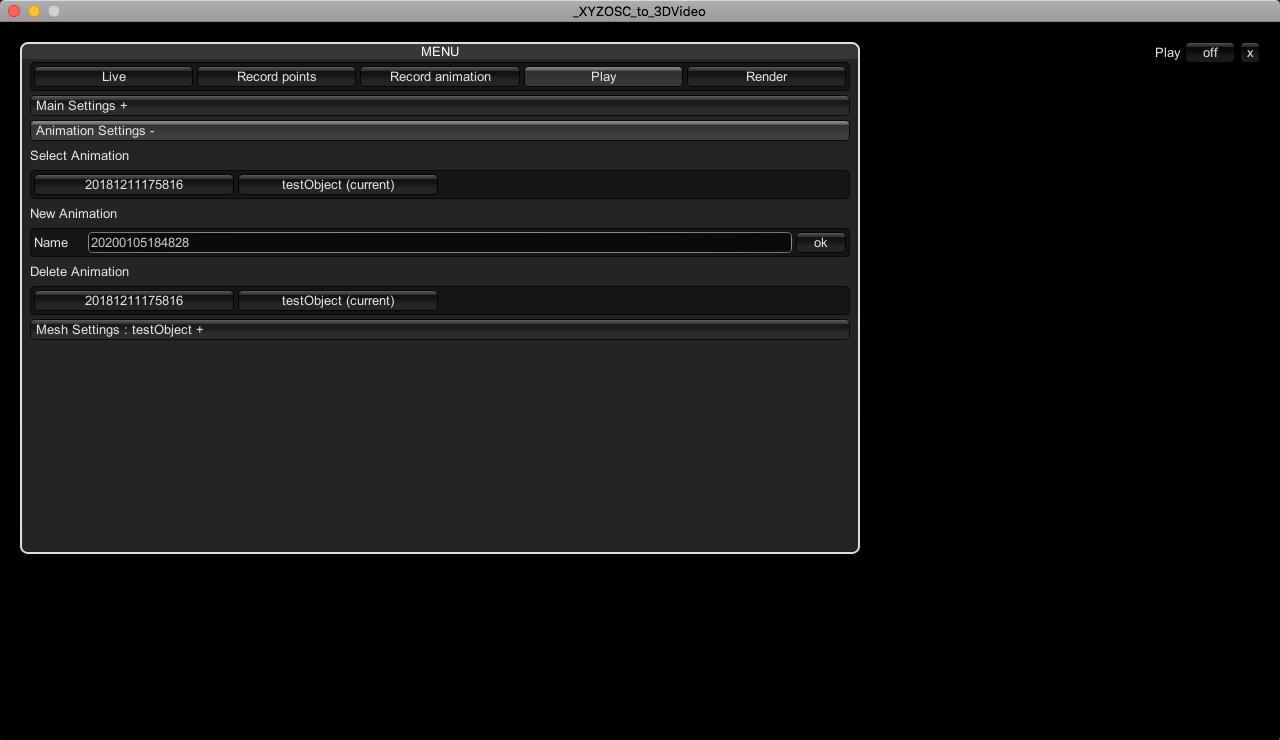 _XYZOSC_to_3DVideo
MENU
Play off x
Live Record points Record animation Play Render
Main Settings +
Animation Settings -
Select Animation
20181211175816 testObject (current)
New Animation
Name 20200105184828 ok
Delete Animation
20181211175816 testObject (current)
Mesh Settings : testObject +